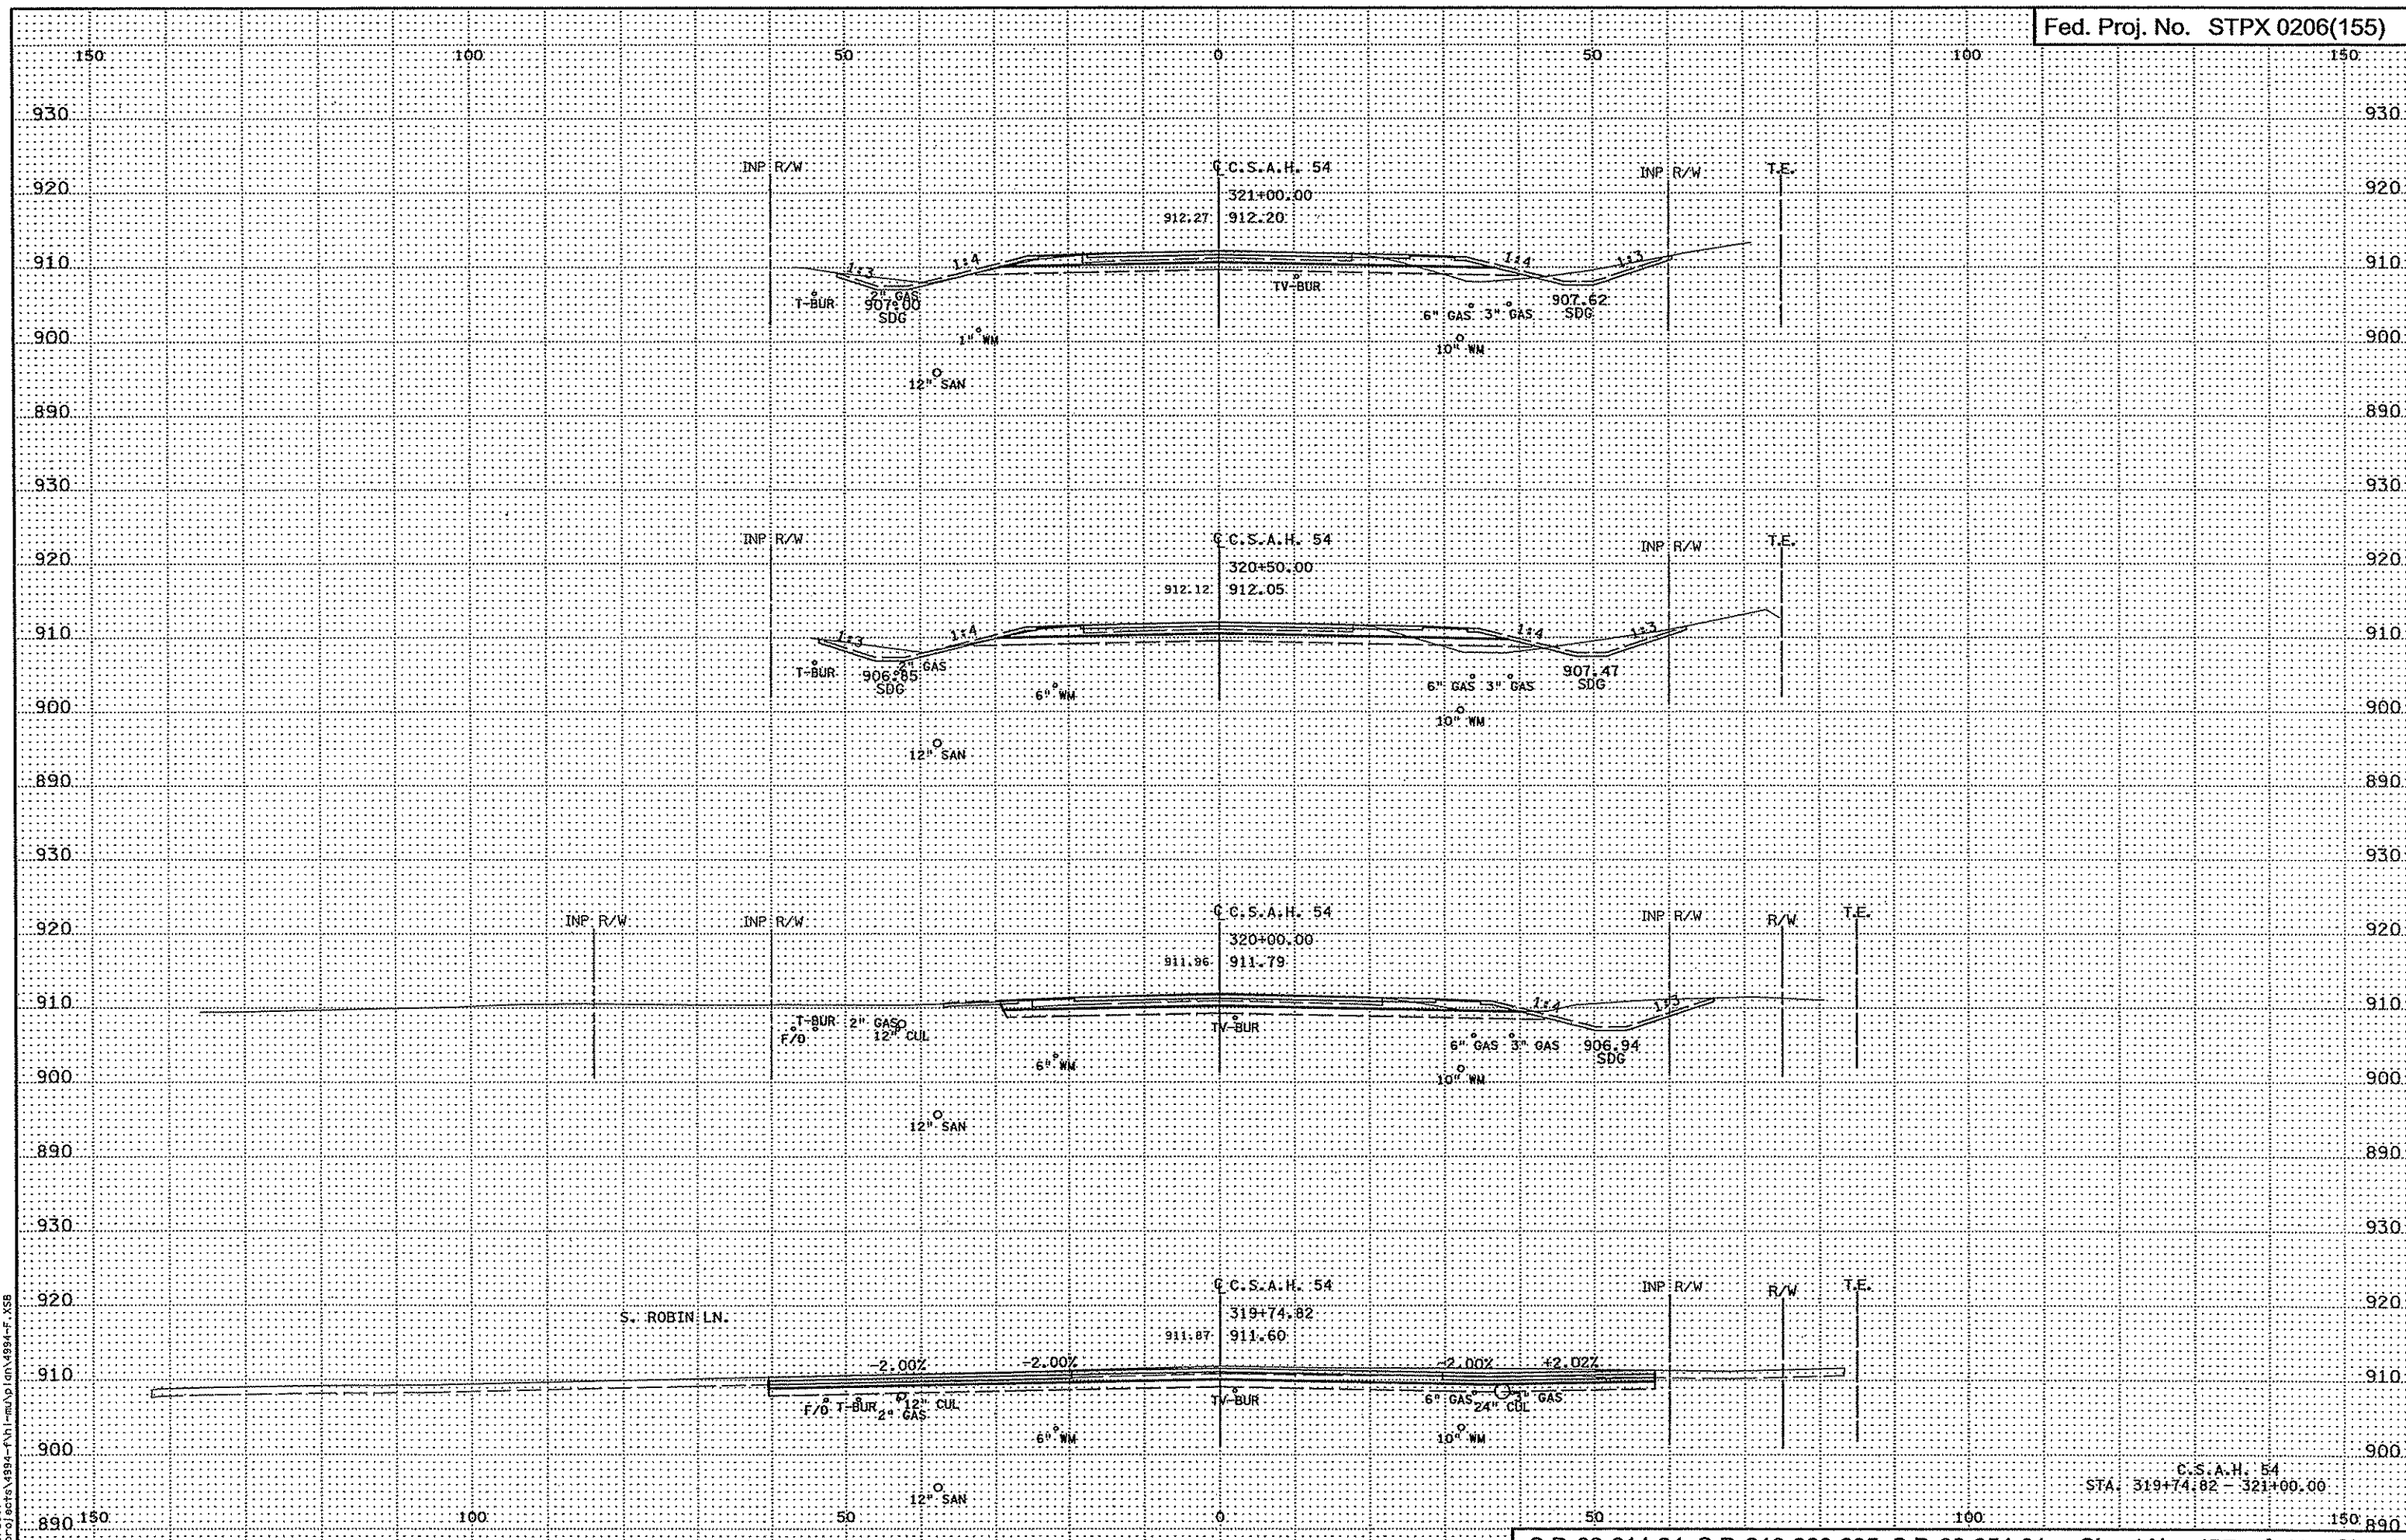 Fed. Proj. No. STPX 0206(155)
150 100 50 0 50 100 150
930 930
INP R/W ℄ C.S.A.H. 54 INP R/W T.E.
920 920
321+00.00
912.27 912.20
910 1:3 1:4 1:4 1:3 910
T-BUR 2" GAS TV-BUR
907.00 907.62
SDG 6" GAS 3" GAS SDG
900 1" WM 10" WM 900
12" SAN
890 890
930 930
INP R/W ℄ C.S.A.H. 54 INP R/W T.E.
920 920
320+50.00
912.12 912.05
910 1:3 1:4 1:4 1:3 910
T-BUR 2" GAS
906.85 907.47
SDG 6" GAS 3" GAS SDG
6" WM
900 10" WM 900
12" SAN
890 890
930 930
INP R/W INP R/W ℄ C.S.A.H. 54 INP R/W R/W T.E.
920 920
320+00.00
911.96 911.79
910 1:4 1:3 910
T-BUR 2" GAS TV-BUR
F/O 12" CUL 6" GAS 3" GAS 906.94
SDG
6" WM 10" WM
900 900
12" SAN
890 890
930 930
℄ C.S.A.H. 54 INP R/W R/W T.E.
920 920
S. ROBIN LN. 319+74.82
911.87 911.60
-2.00% -2.00% -2.00% +2.02%
910 910
F/O T-BUR 12" CUL TV-BUR 6" GAS 3" GAS
2" GAS 24" CUL
6" WM 10" WM
900 900
C.S.A.H. 54
STA. 319+74.82 - 321+00.00
12" SAN
150 100 50 0 50 100 150
890 890
projects\4994-f\hi-mu\plan\4994-F.XSB